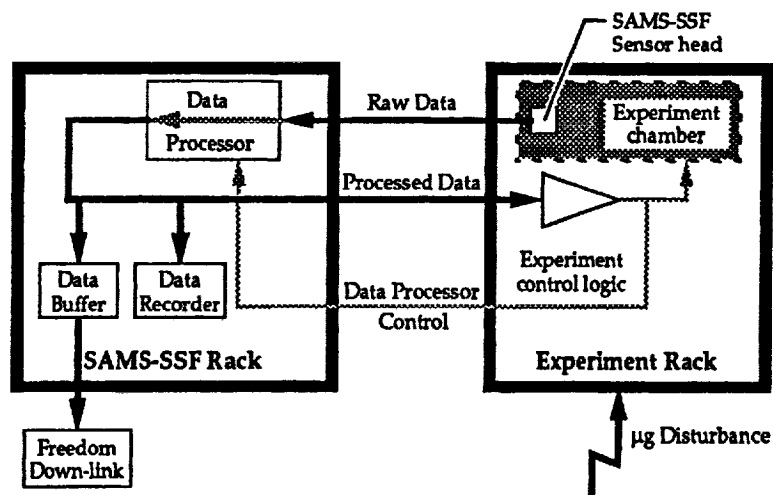 SAMS-SSF
Sensor head
Data
Processor
Raw Data
Experiment
chamber
Processed Data
Data
Buffer
Data
Recorder
Experiment
control logic
Data Processor
Control
SAMS-SSF Rack
Experiment Rack
Freedom
Down-link
µg Disturbance